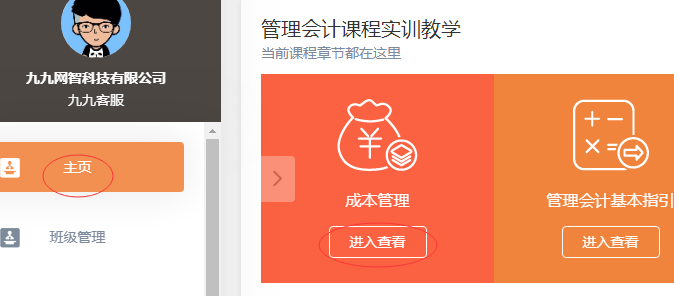 九九网智科技有限公司
九九客服
主页
班级管理
管理会计课程实训教学
当前课程章节都在这里
成本管理
进入查看
管理会计基本指引
进入查看